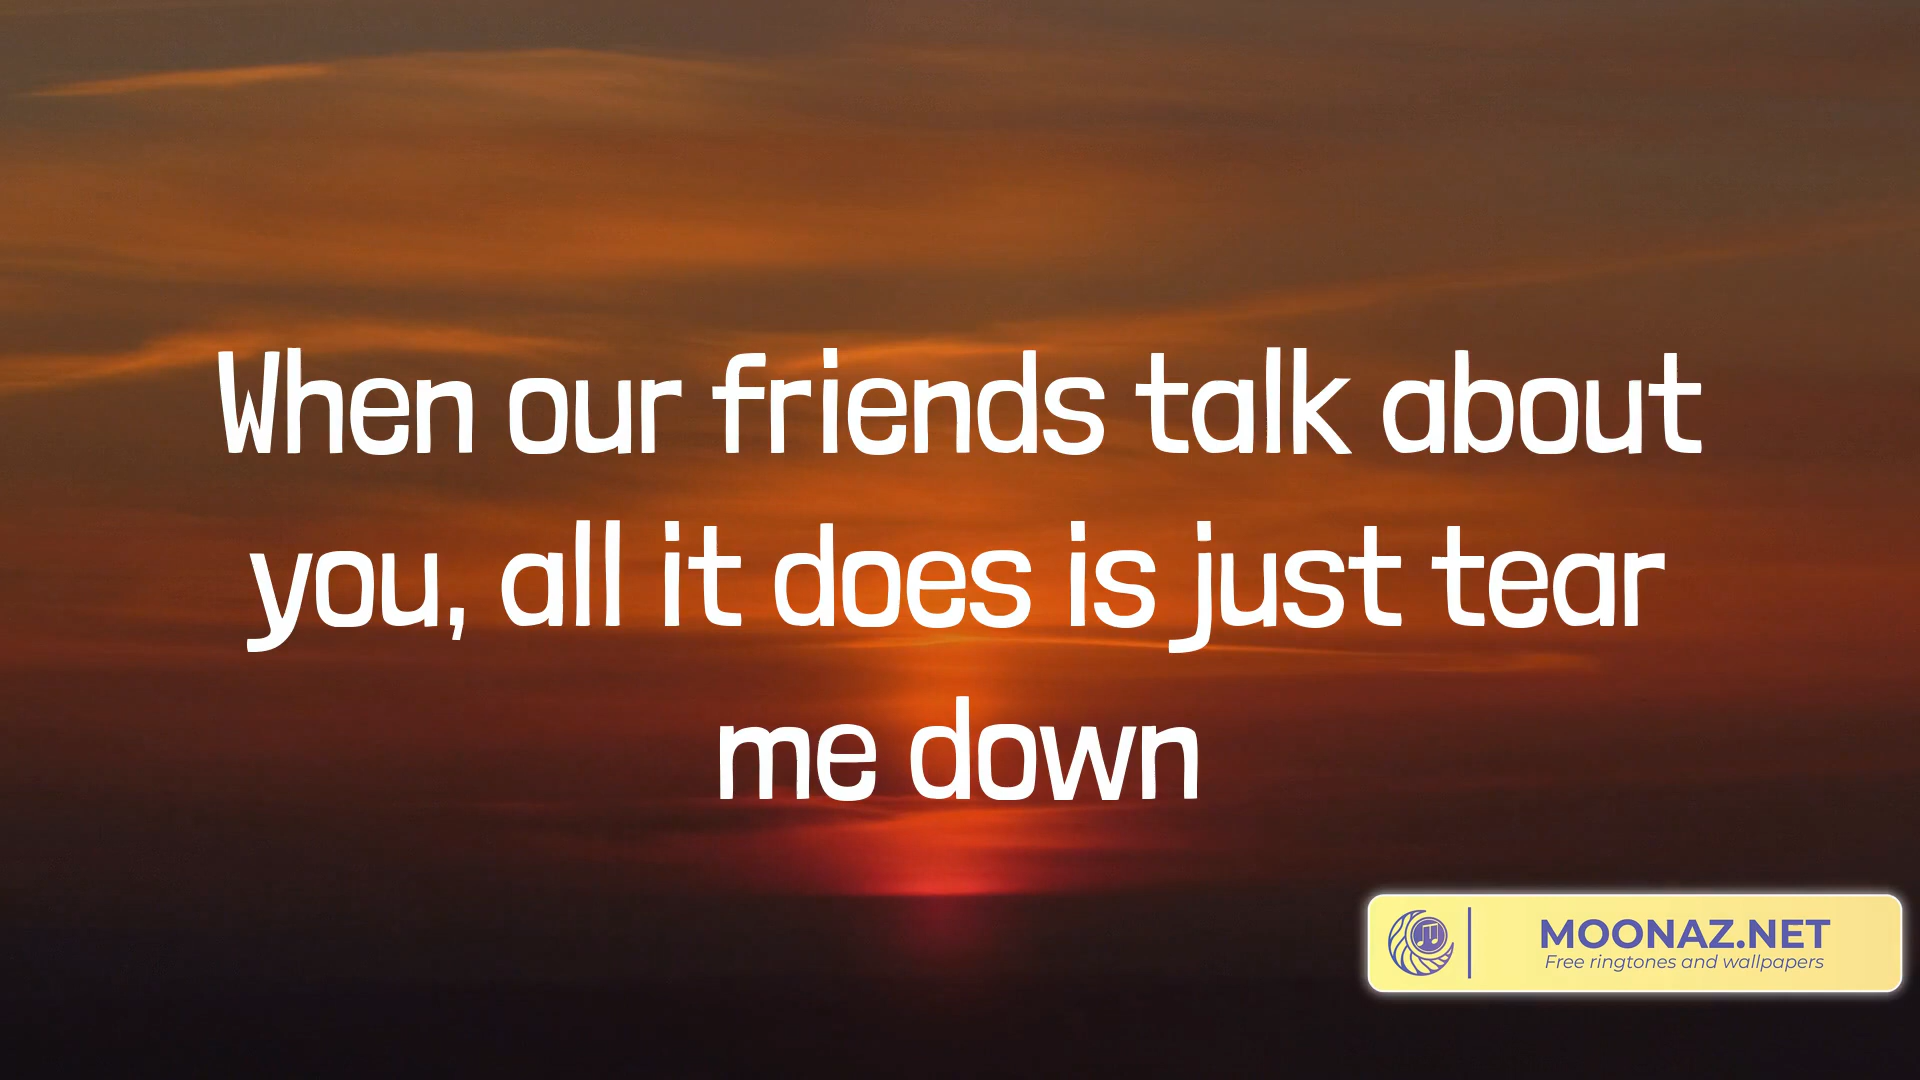 When our friends talk about
you, all it does is just tear
me down
MOONAZ.NET
Free ringtones and wallpapers